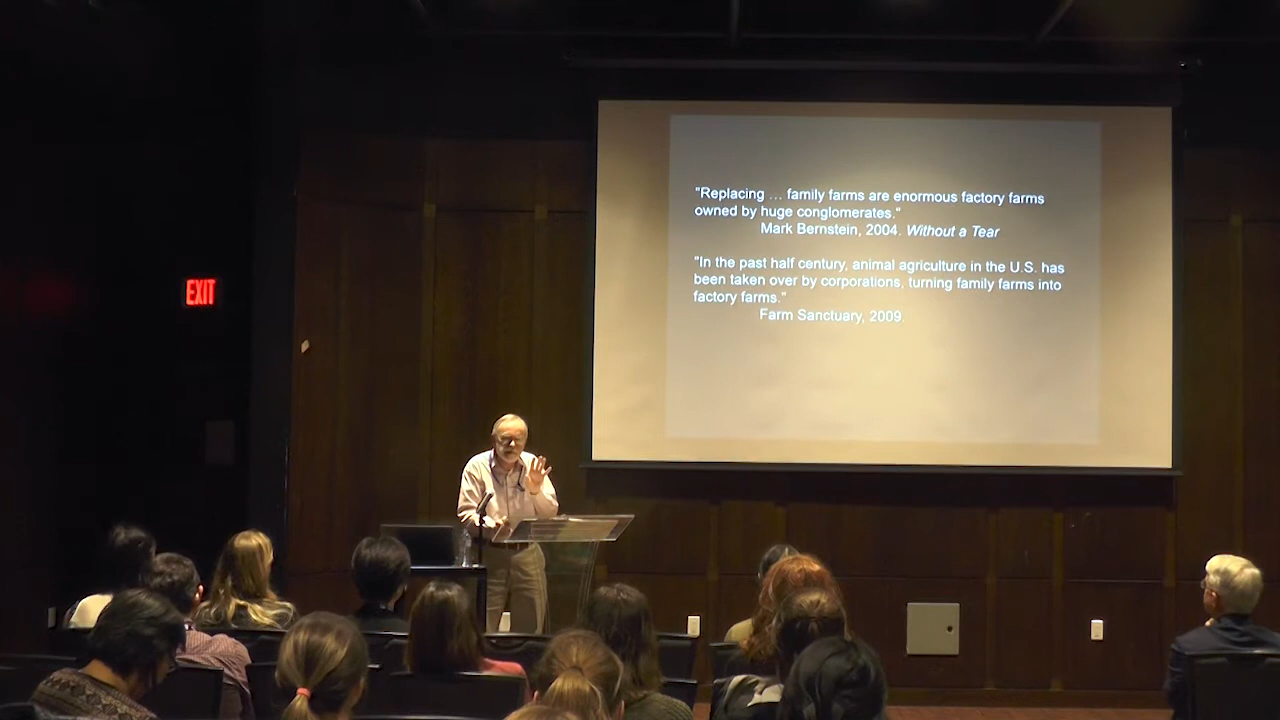 EXIT
"Replacing … family farms are enormous factory farms
owned by huge conglomerates."
Mark Bernstein, 2004. Without a Tear
"In the past half century, animal agriculture in the U.S. has
been taken over by corporations, turning family farms into
factory farms."
Farm Sanctuary, 2009.